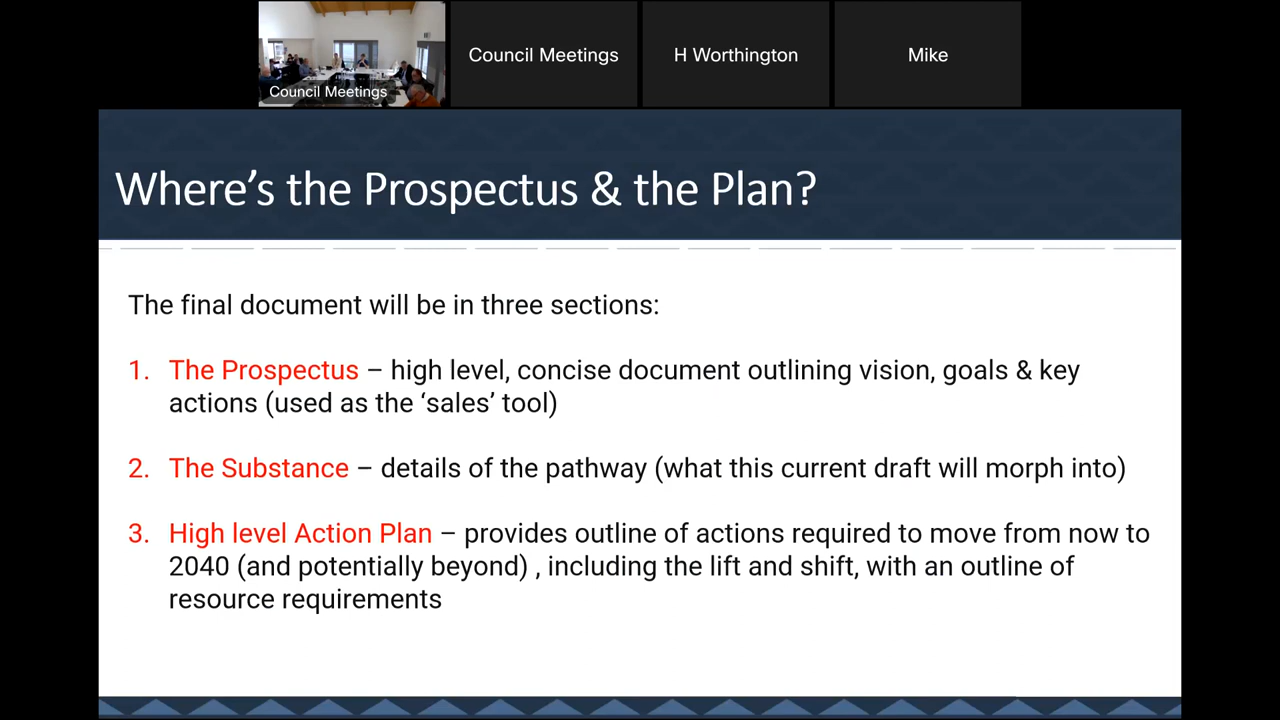 Council Meetings
Council Meetings
H Worthington
Mike
Where’s the Prospectus & the Plan?
The final document will be in three sections:
1. The Prospectus – high level, concise document outlining vision, goals & key
actions (used as the ‘sales’ tool)
2. The Substance – details of the pathway (what this current draft will morph into)
3. High level Action Plan – provides outline of actions required to move from now to
2040 (and potentially beyond) , including the lift and shift, with an outline of
resource requirements